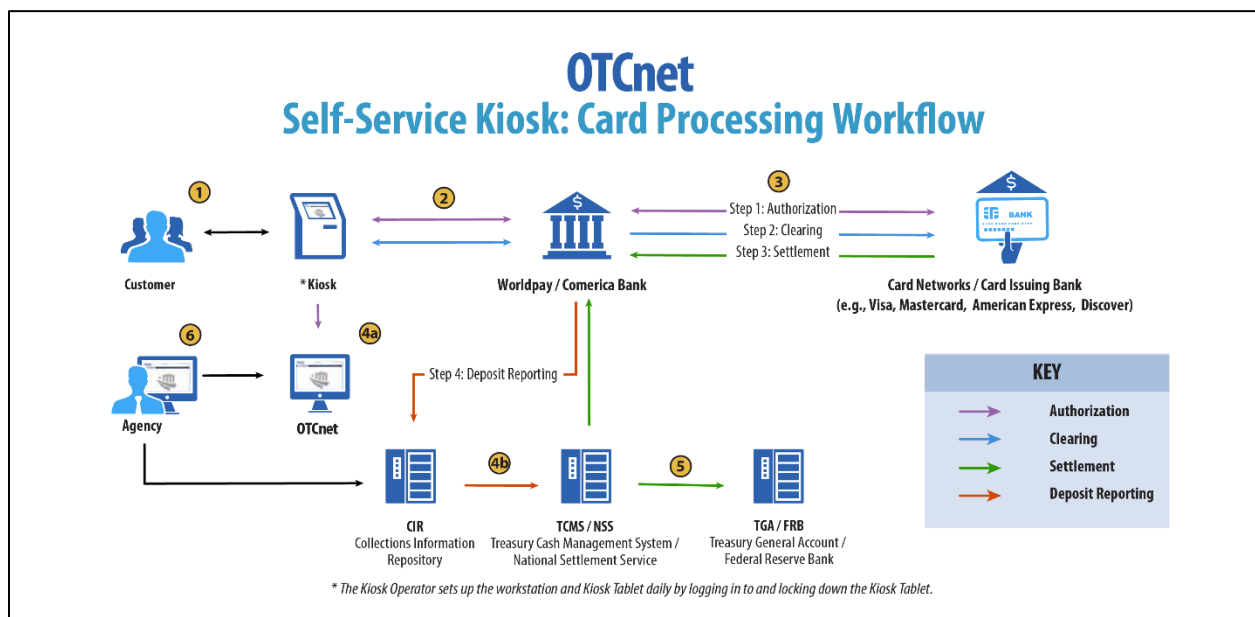 OTCnet
Self-Service Kiosk: Card Processing Workflow
1
2
3
Step 1: Authorization
Step 2: Clearing
Step 3: Settlement
BANK
Customer
* Kiosk
Worldpay / Comerica Bank
Card Networks / Card Issuing Bank
(e.g., Visa, Mastercard, American Express, Discover)
6
4a
Step 4: Deposit Reporting
Agency
OTCnet
KEY
Authorization
Clearing
Settlement
Deposit Reporting
4b
5
CIR
Collections Information
Repository
TCMS / NSS
Treasury Cash Management System /
National Settlement Service
TGA / FRB
Treasury General Account /
Federal Reserve Bank
* The Kiosk Operator sets up the workstation and Kiosk Tablet daily by logging in to and locking down the Kiosk Tablet.